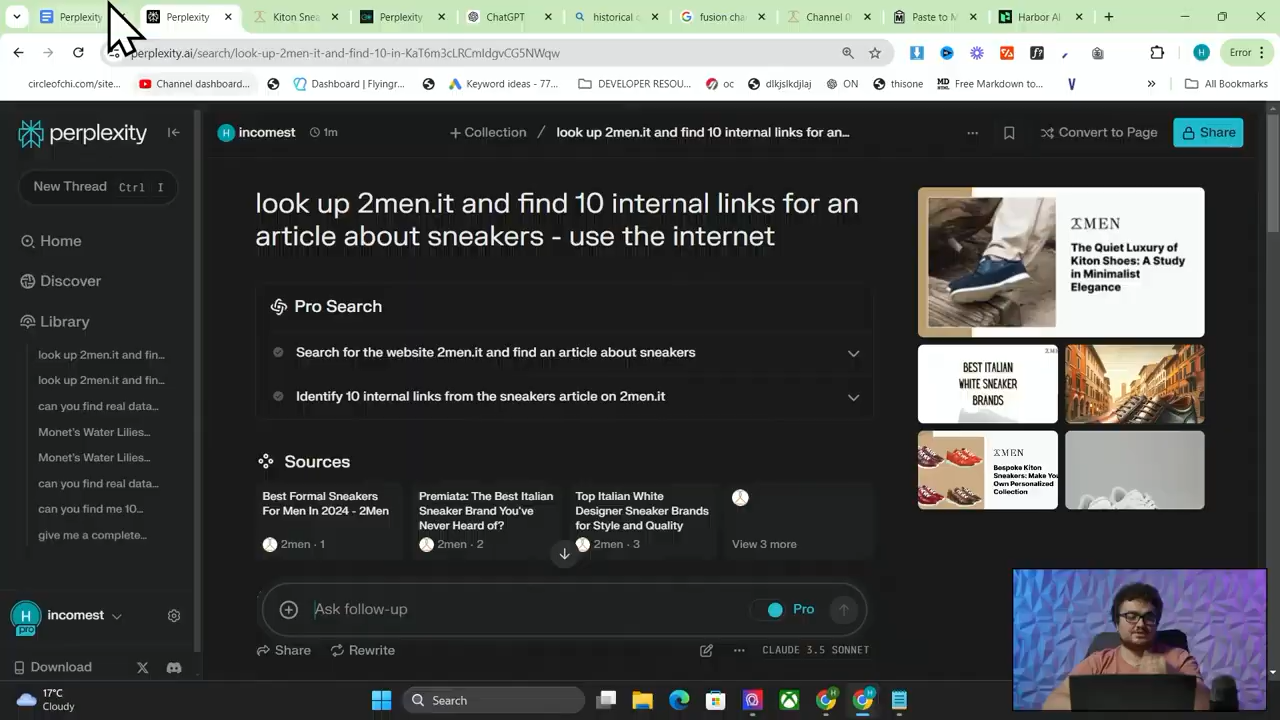 Perplexity
Perplexity
Kiton Snea
Perplexity
ChatGPT
historical c
fusion cha
Channel
Paste to M
Harbor AI
perplexity.ai/search/look-up-2men-it-and-find-10-in-KaT6m3cLRCmIdqvCG5NWqw
Error
circleofchi.com/site...
Channel dashboard...
Dashboard | Flyingr...
Keyword ideas - 77...
DEVELOPER RESOU...
oc
dlkjslkdjlaj
ON
thisone
Free Markdown to...
All Bookmarks
perplexity
incomest
1m
+ Collection / look up 2men.it and find 10 internal links for an...
Convert to Page
Share
New Thread Ctrl I
Home
Discover
Library
look up 2men.it and fin...
look up 2men.it and fin...
can you find real data...
Monet's Water Lilies...
Monet's Water Lilies...
can you find real data...
can you find me 10...
give me a complete...
incomest
pro
Download
look up 2men.it and find 10 internal links for an
article about sneakers - use the internet
Pro Search
Search for the website 2men.it and find an article about sneakers
Identify 10 internal links from the sneakers article on 2men.it
Sources
Best Formal Sneakers
For Men In 2024 - 2Men
2men · 1
Premiata: The Best Italian
Sneaker Brand You've
Never Heard of?
2men · 2
Top Italian White
Designer Sneaker Brands
for Style and Quality
2men · 3
View 3 more
Ask follow-up
Pro
Share
Rewrite
CLAUDE 3.5 SONNET
MEN
The Quiet Luxury of
Kiton Shoes: A Study
in Minimalist
Elegance
BEST ITALIAN
WHITE SNEAKER
BRANDS
MEN
Bespoke Kiton
Sneakers: Make You
Own Personalized
Collection
17°C
Cloudy
Search